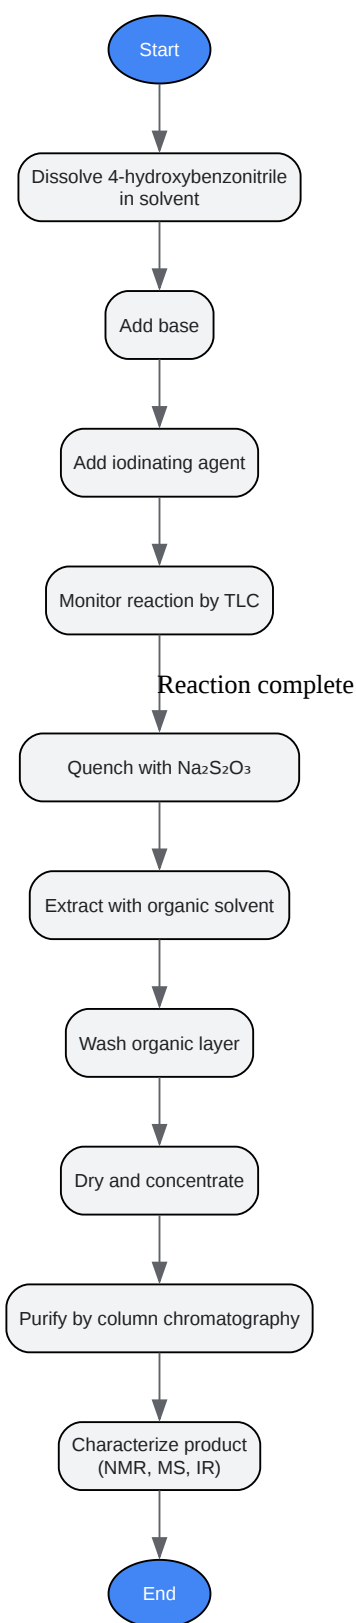 Start
Dissolve 4-hydroxybenzonitrile
in solvent
Add base
Add iodinating agent
Monitor reaction by TLC
Reaction complete
Quench with Na₂S₂O₃
Extract with organic solvent
Wash organic layer
Dry and concentrate
Purify by column chromatography
Characterize product
(NMR, MS, IR)
End